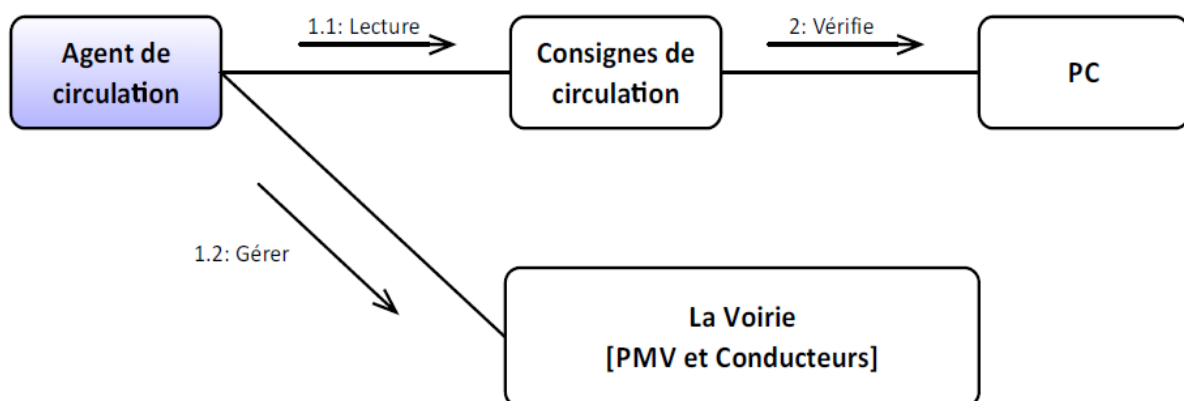 Agent de
circulation
1.1: Lecture
Consignes de
circulation
2: Vérifie
PC
1.2: Gérer
La Voirie
[PMV et Conducteurs]